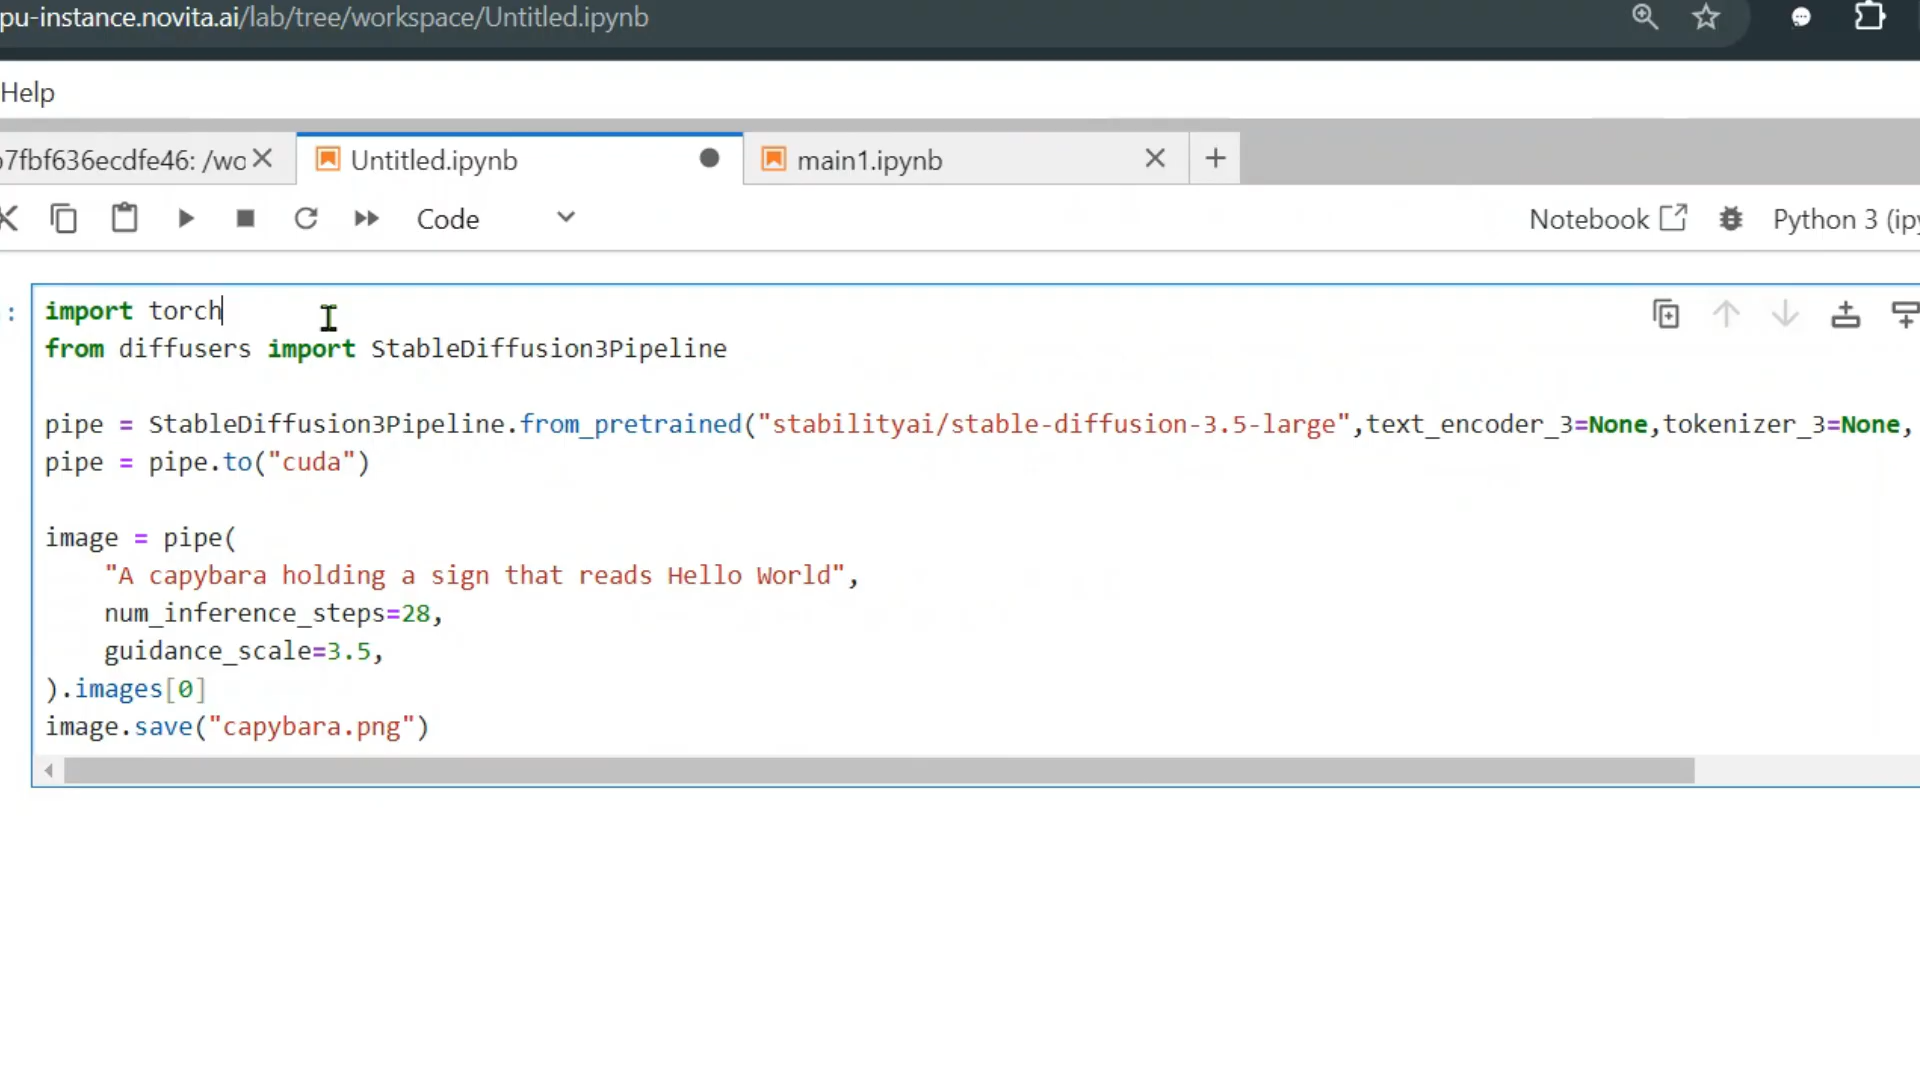 pu-instance.novita.ai/lab/tree/workspace/Untitled.ipynb
Help
b7fbf636ecdfe46: /wo
Untitled.ipynb
main1.ipynb
Code
Notebook
Python 3 (ipy
:
import torch
from diffusers import StableDiffusion3Pipeline
pipe = StableDiffusion3Pipeline.from_pretrained("stabilityai/stable-diffusion-3.5-large",text_encoder_3=None,tokenizer_3=None,
pipe = pipe.to("cuda")
image = pipe(
    "A capybara holding a sign that reads Hello World",
    num_inference_steps=28,
    guidance_scale=3.5,
).images[0]
image.save("capybara.png")